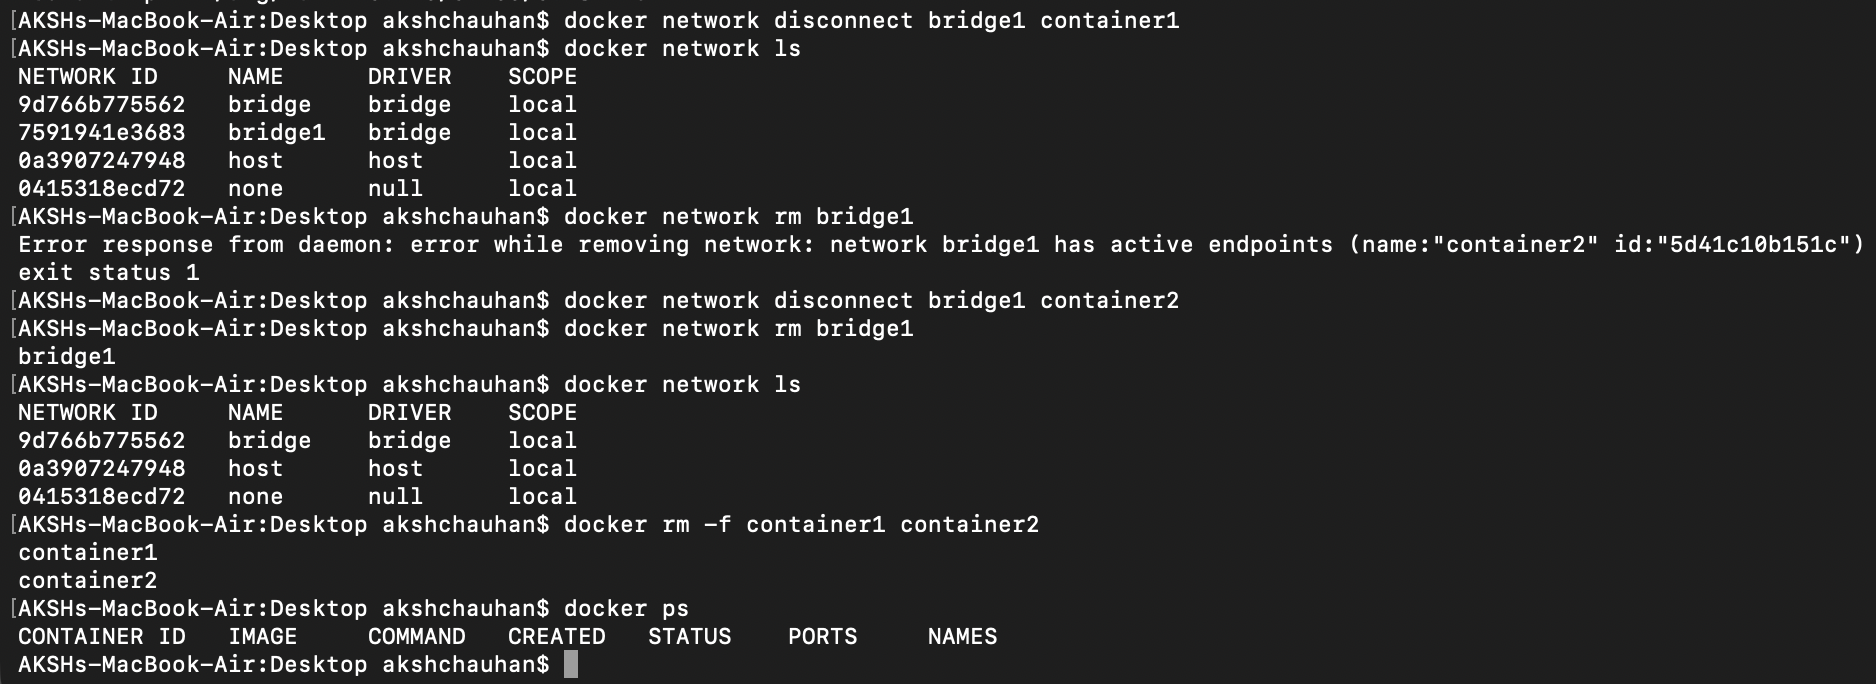 [AKSHs-MacBook-Air:Desktop akshchauhan$ docker network disconnect bridge1 container1
[AKSHs-MacBook-Air:Desktop akshchauhan$ docker network ls
NETWORK ID     NAME      DRIVER    SCOPE
9d766b775562   bridge    bridge    local
7591941e3683   bridge1   bridge    local
0a3907247948   host      host      local
0415318ecd72   none      null      local
[AKSHs-MacBook-Air:Desktop akshchauhan$ docker network rm bridge1
Error response from daemon: error while removing network: network bridge1 has active endpoints (name:"container2" id:"5d41c10b151c")
exit status 1
[AKSHs-MacBook-Air:Desktop akshchauhan$ docker network disconnect bridge1 container2
[AKSHs-MacBook-Air:Desktop akshchauhan$ docker network rm bridge1
bridge1
[AKSHs-MacBook-Air:Desktop akshchauhan$ docker network ls
NETWORK ID     NAME      DRIVER    SCOPE
9d766b775562   bridge    bridge    local
0a3907247948   host      host      local
0415318ecd72   none      null      local
[AKSHs-MacBook-Air:Desktop akshchauhan$ docker rm -f container1 container2
container1
container2
[AKSHs-MacBook-Air:Desktop akshchauhan$ docker ps
CONTAINER ID   IMAGE     COMMAND   CREATED   STATUS    PORTS     NAMES
AKSHs-MacBook-Air:Desktop akshchauhan$